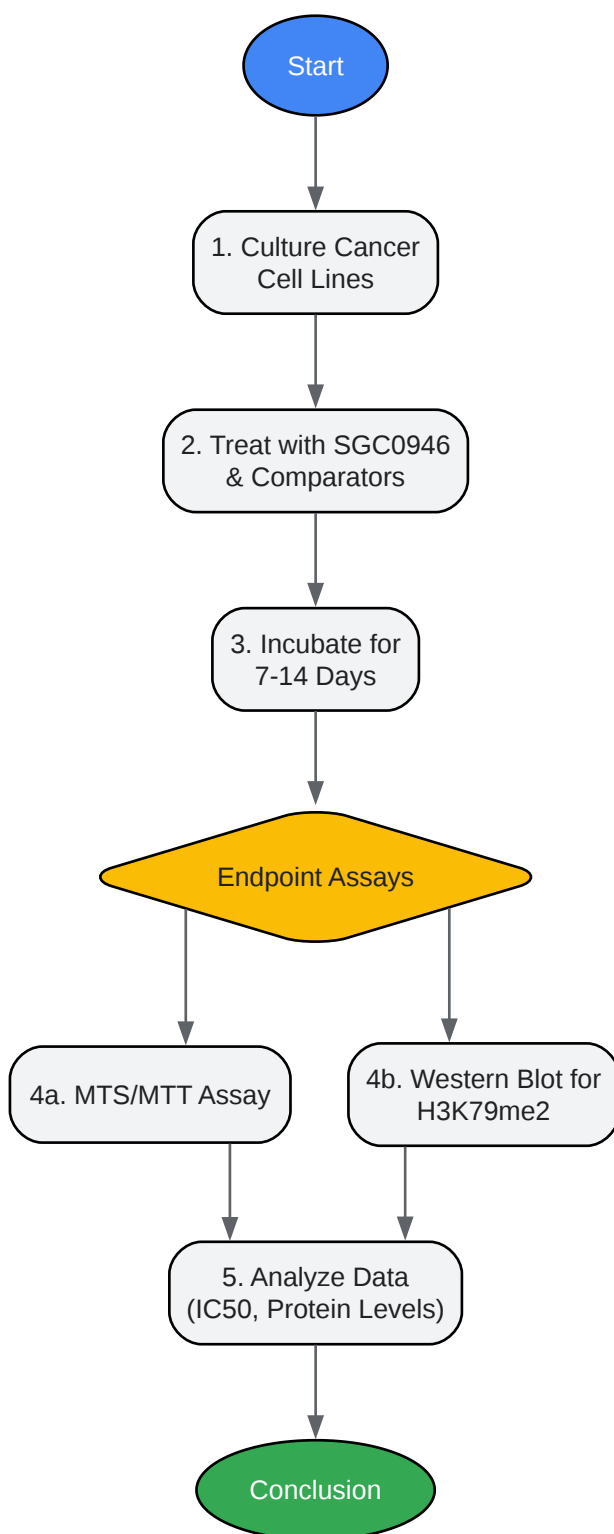 Start
1. Culture Cancer
Cell Lines
2. Treat with SGC0946
& Comparators
3. Incubate for
7-14 Days
Endpoint Assays
4a. MTS/MTT Assay
4b. Western Blot for
H3K79me2
5. Analyze Data
(IC50, Protein Levels)
Conclusion